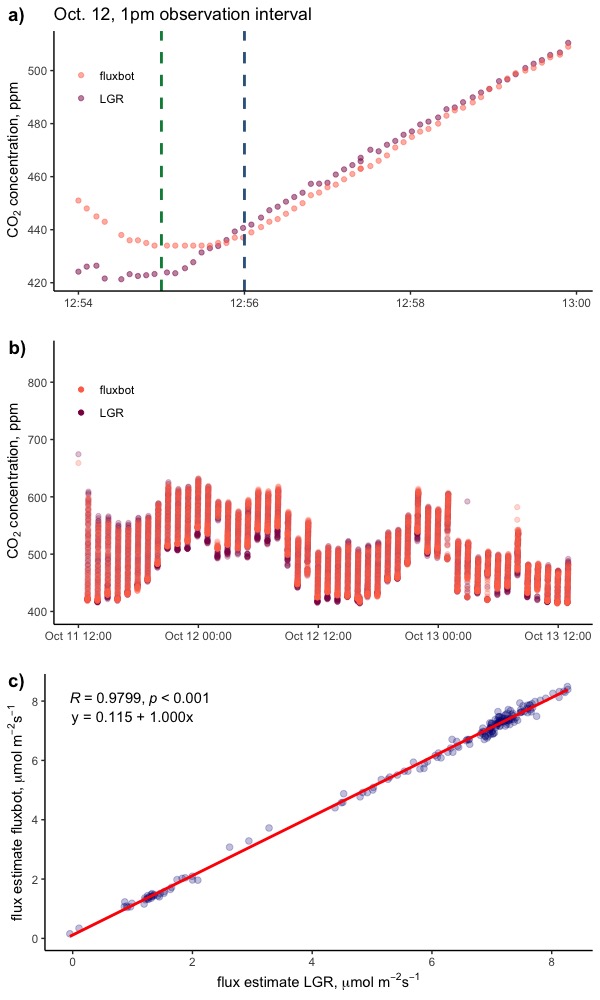 a) Oct. 12, 1pm observation interval
CO₂ concentration, ppm
500
480
460
440
420
fluxbot
LGR
12:54 12:56 12:58 13:00
b)
CO₂ concentration, ppm
800
700
600
500
400
fluxbot
LGR
Oct 11 12:00 Oct 12 00:00 Oct 12 12:00 Oct 13 00:00 Oct 13 12:00
c)
flux estimate fluxbot, μmol m⁻²s⁻¹
8
6
4
2
0
R = 0.9799, p < 0.001
y = 0.115 + 1.000x
0 2 4 6 8
flux estimate LGR, μmol m⁻²s⁻¹